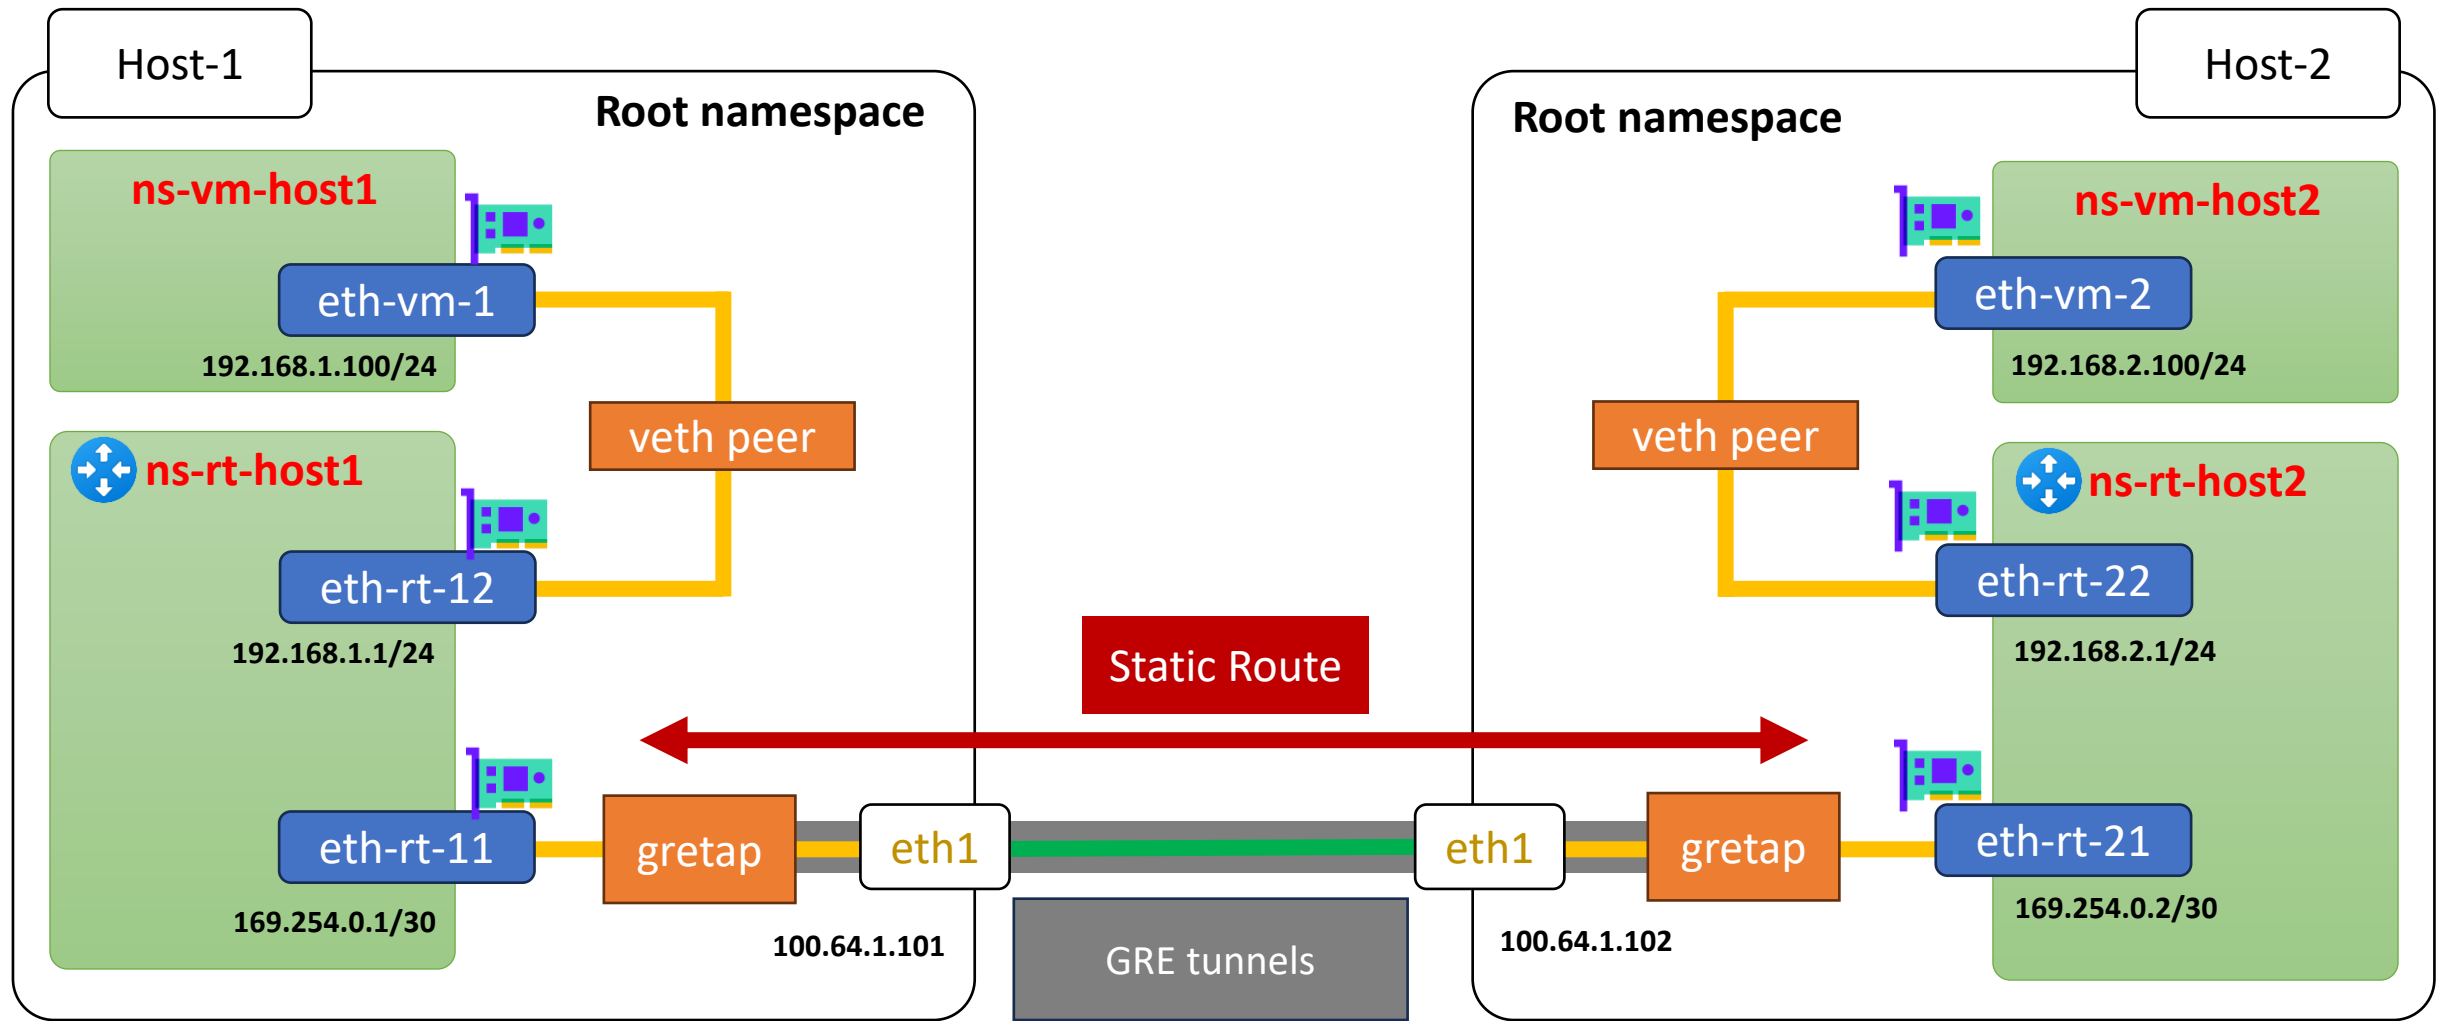 Host-1
Root namespace
ns-vm-host1
eth-vm-1
192.168.1.100/24
veth peer
ns-rt-host1
eth-rt-12
192.168.1.1/24
eth-rt-11
169.254.0.1/30
gretap
eth1
100.64.1.101
Static Route
GRE tunnels
Host-2
Root namespace
ns-vm-host2
eth-vm-2
192.168.2.100/24
veth peer
ns-rt-host2
eth-rt-22
192.168.2.1/24
eth1
gretap
eth-rt-21
169.254.0.2/30
100.64.1.102